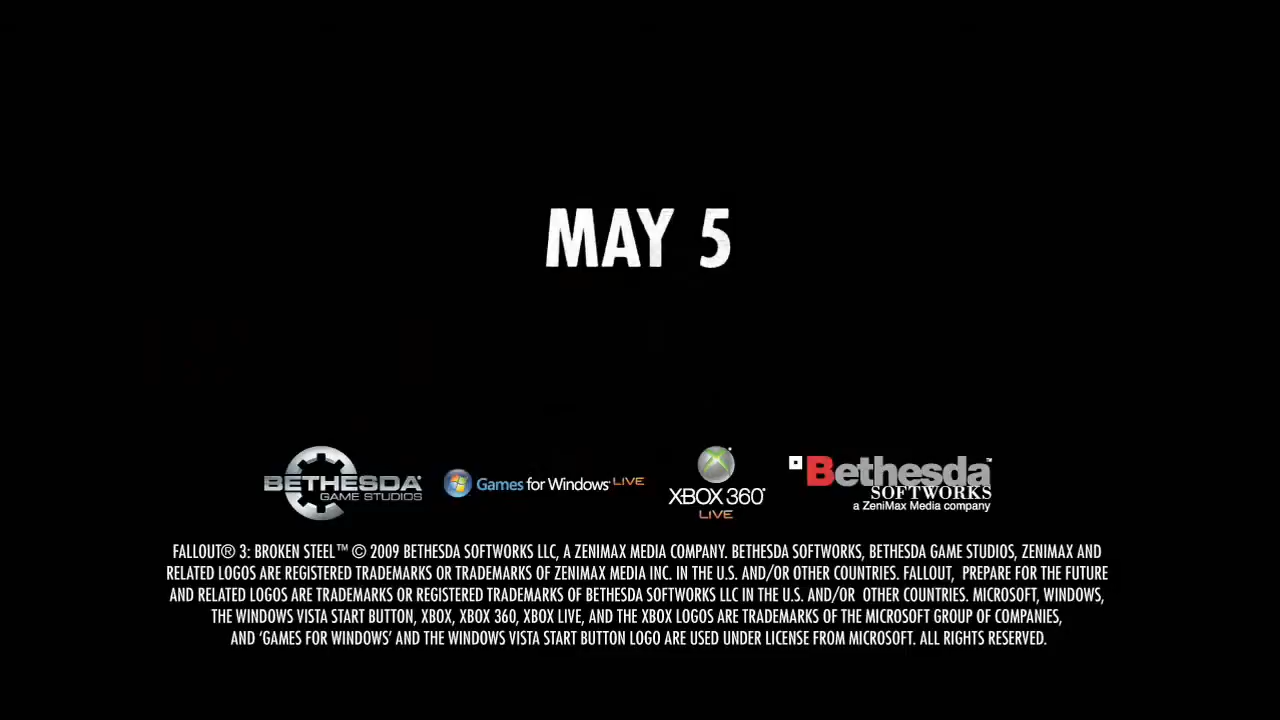 MAY 5
BETHESDA®
GAME STUDIOS
Games for Windows® LIVE
XBOX 360®
LIVE
Bethesda™
SOFTWORKS
a ZeniMax Media company
FALLOUT® 3: BROKEN STEEL™ © 2009 BETHESDA SOFTWORKS LLC, A ZENIMAX MEDIA COMPANY. BETHESDA SOFTWORKS, BETHESDA GAME STUDIOS, ZENIMAX AND
RELATED LOGOS ARE REGISTERED TRADEMARKS OR TRADEMARKS OF ZENIMAX MEDIA INC. IN THE U.S. AND/OR OTHER COUNTRIES. FALLOUT, PREPARE FOR THE FUTURE
AND RELATED LOGOS ARE TRADEMARKS OR REGISTERED TRADEMARKS OF BETHESDA SOFTWORKS LLC IN THE U.S. AND/OR OTHER COUNTRIES. MICROSOFT, WINDOWS,
THE WINDOWS VISTA START BUTTON, XBOX, XBOX 360, XBOX LIVE, AND THE XBOX LOGOS ARE TRADEMARKS OF THE MICROSOFT GROUP OF COMPANIES,
AND ‘GAMES FOR WINDOWS’ AND THE WINDOWS VISTA START BUTTON LOGO ARE USED UNDER LICENSE FROM MICROSOFT. ALL RIGHTS RESERVED.